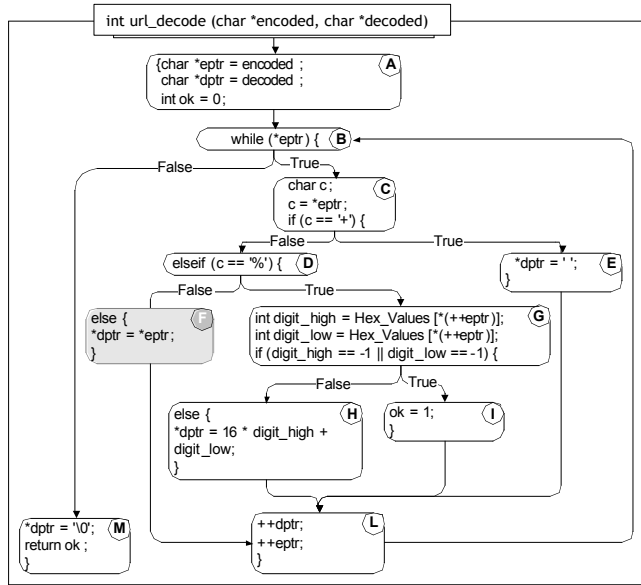 int url_decode (char *encoded, char *decoded)
{char *eptr = encoded ;
char *dptr = decoded ;
int ok = 0;
A
while (*eptr) {
B
False
True
char c ;
c = *eptr;
if (c == '+') {
C
False
True
elseif (c == '%') {
D
*dptr = ' ';
}
E
False
True
else {
*dptr = *eptr;
}
F
int digit_high = Hex_Values [*(++eptr)];
int digit_low = Hex_Values [*(++eptr)];
if (digit_high == -1 || digit_low == -1) {
G
False
True
else {
*dptr = 16 * digit_high +
digit_low;
}
H
ok = 1;
}
I
*dptr = '\0';
return ok ;
}
M
++dptr;
++eptr;
}
L